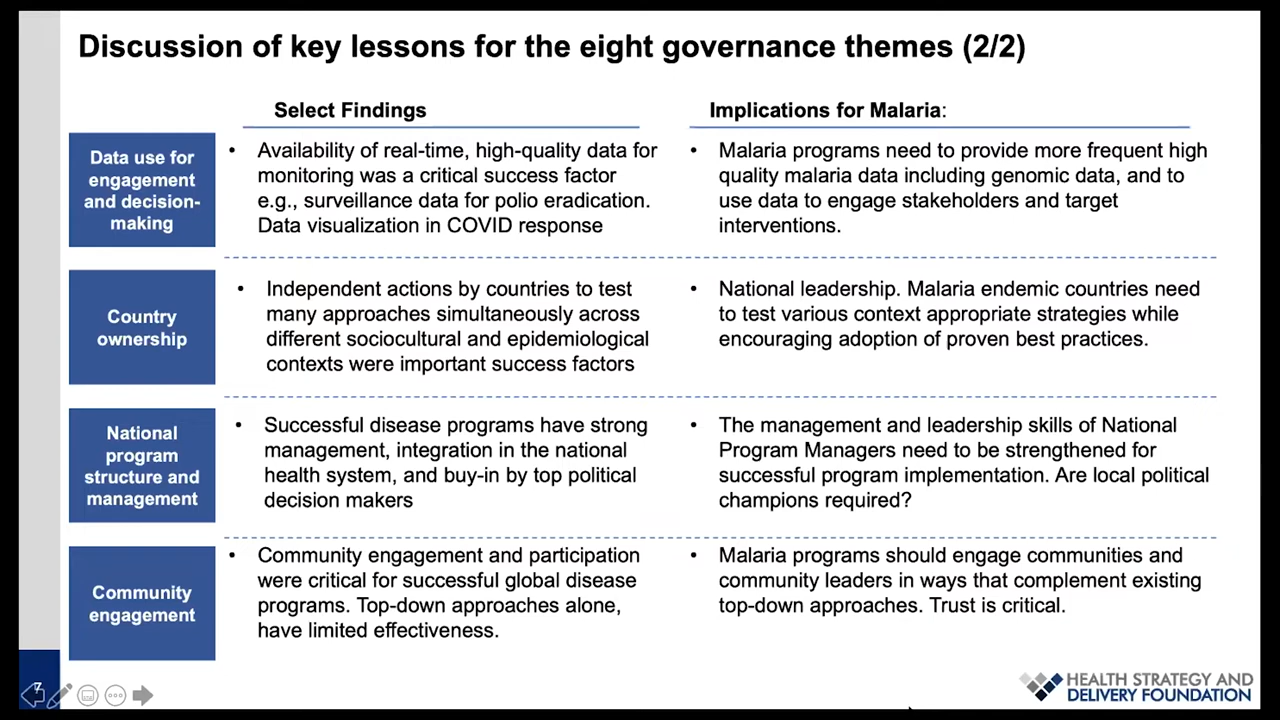 Discussion of key lessons for the eight governance themes (2/2)
Select Findings
Implications for Malaria:
Data use for
engagement
and decision-
making
• Availability of real-time, high-quality data for
monitoring was a critical success factor
e.g., surveillance data for polio eradication.
Data visualization in COVID response
• Malaria programs need to provide more frequent high
quality malaria data including genomic data, and to
use data to engage stakeholders and target
interventions.
Country
ownership
• Independent actions by countries to test
many approaches simultaneously across
different sociocultural and epidemiological
contexts were important success factors
• National leadership. Malaria endemic countries need
to test various context appropriate strategies while
encouraging adoption of proven best practices.
National
program
structure and
management
• Successful disease programs have strong
management, integration in the national
health system, and buy-in by top political
decision makers
• The management and leadership skills of National
Program Managers need to be strengthened for
successful program implementation. Are local political
champions required?
Community
engagement
• Community engagement and participation
were critical for successful global disease
programs. Top-down approaches alone,
have limited effectiveness.
• Malaria programs should engage communities and
community leaders in ways that complement existing
top-down approaches. Trust is critical.
7
HEALTH STRATEGY AND
DELIVERY FOUNDATION